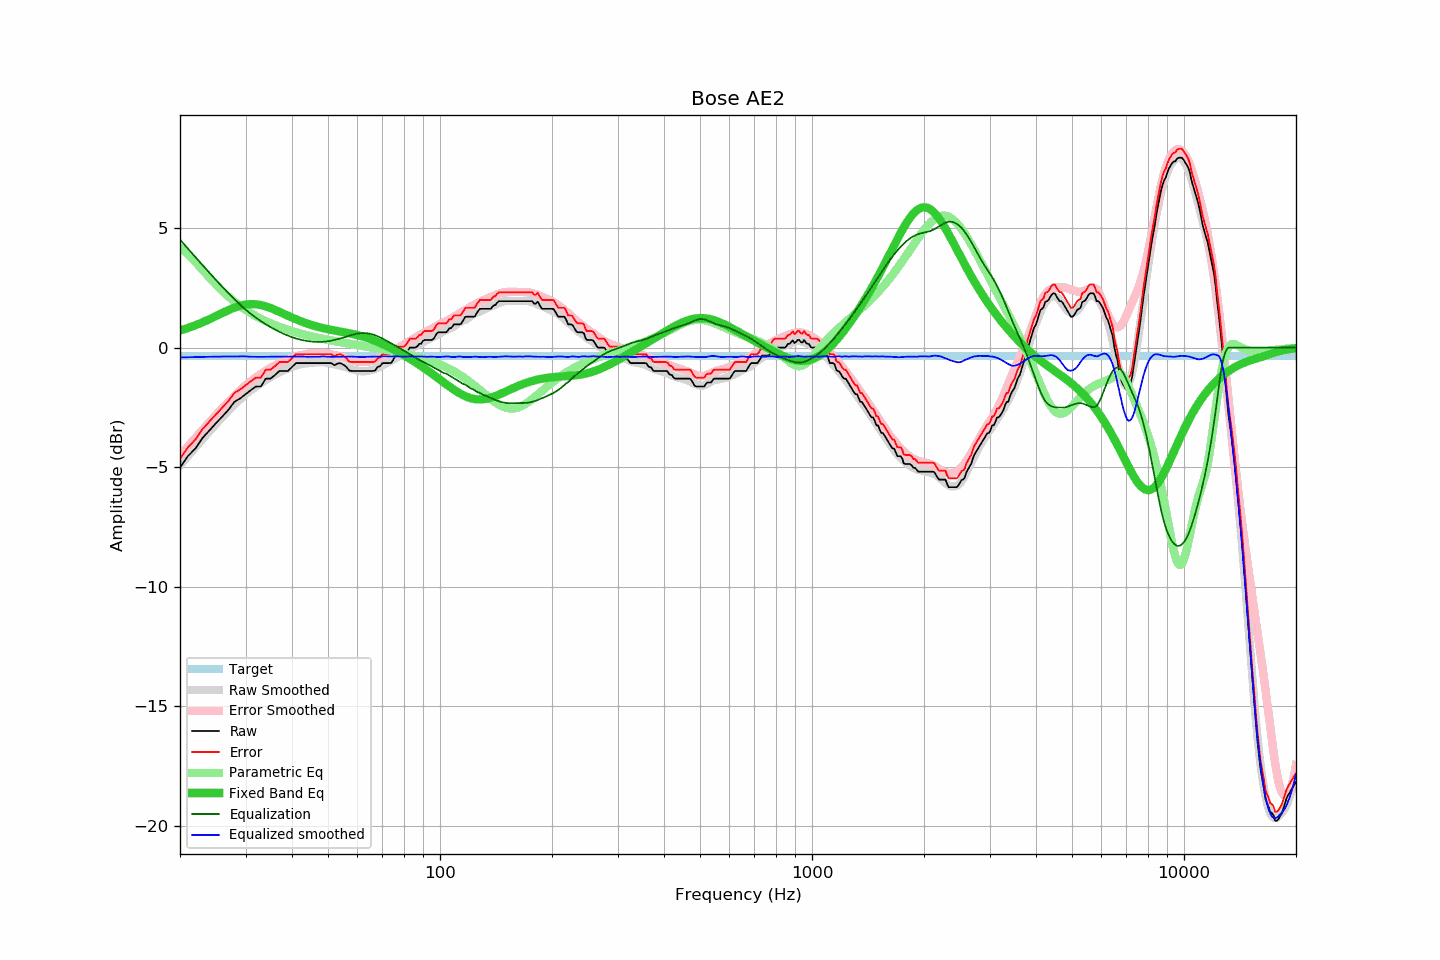 Bose AE2
Amplitude (dBr)
5
0
−5
−10
−15
−20
Target
Raw Smoothed
Error Smoothed
Raw
Error
Parametric Eq
Fixed Band Eq
Equalization
Equalized smoothed
100 1000 10000
Frequency (Hz)